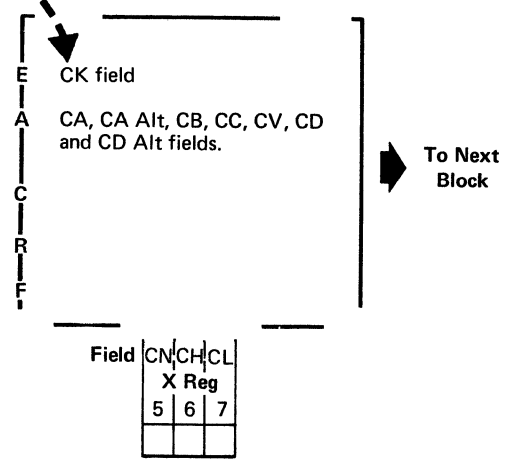 E CK field
A CA, CA Alt, CB, CC, CV, CD
and CD Alt fields.
To Next
Block
C
R
F
Field CN CH CL
X Reg
5 6 7